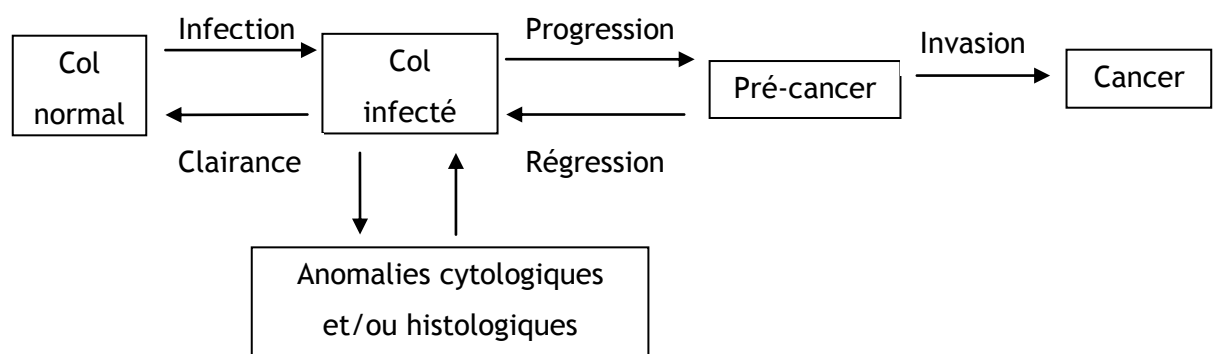 Infection
Progression
Invasion
Col
normal
Col
infecté
Pré-cancer
Cancer
Clairance
Régression
Anomalies cytologiques
et/ou histologiques